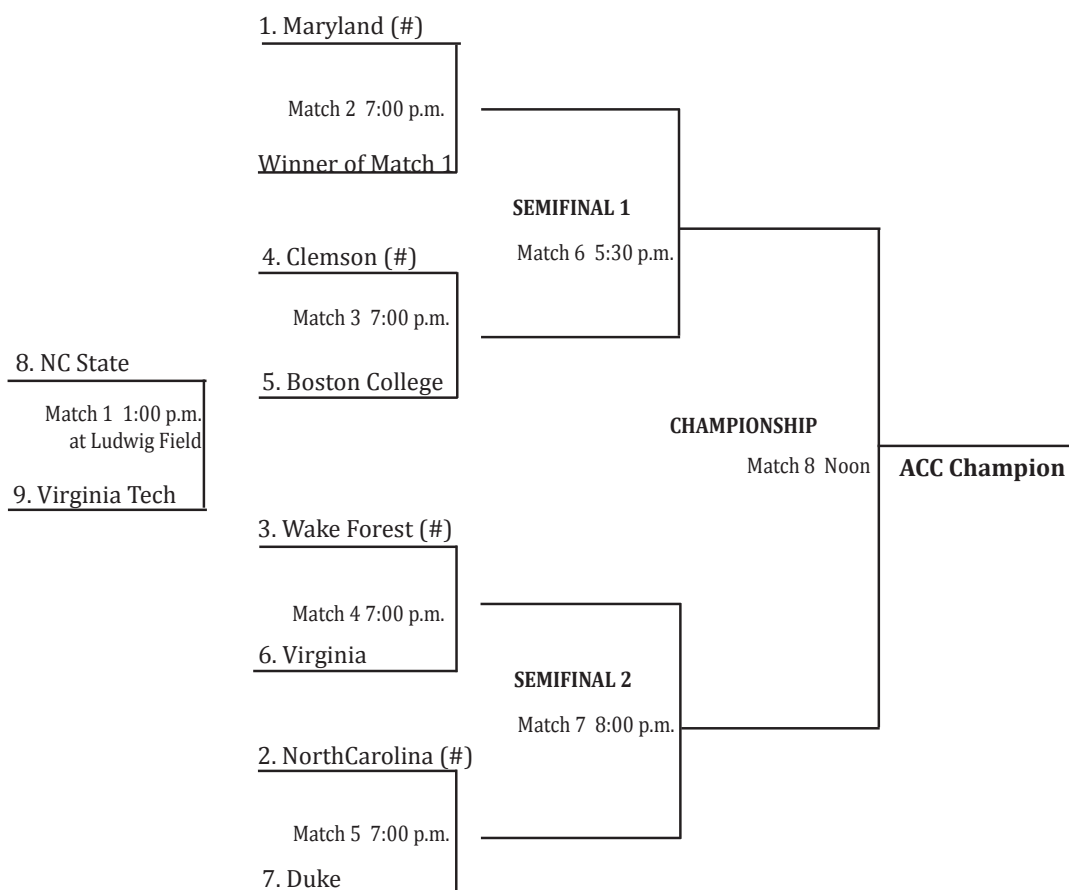 1. Maryland (#)
Match 2  7:00 p.m.
Winner of Match 1
SEMIFINAL 1
Match 6  5:30 p.m.
4. Clemson (#)
Match 3  7:00 p.m.
5. Boston College
8. NC State
Match 1  1:00 p.m.
at Ludwig Field
9. Virginia Tech
CHAMPIONSHIP
Match 8  Noon
ACC Champion
3. Wake Forest (#)
Match 4 7:00 p.m.
6. Virginia
SEMIFINAL 2
Match 7  8:00 p.m.
2. NorthCarolina (#)
Match 5  7:00 p.m.
7. Duke